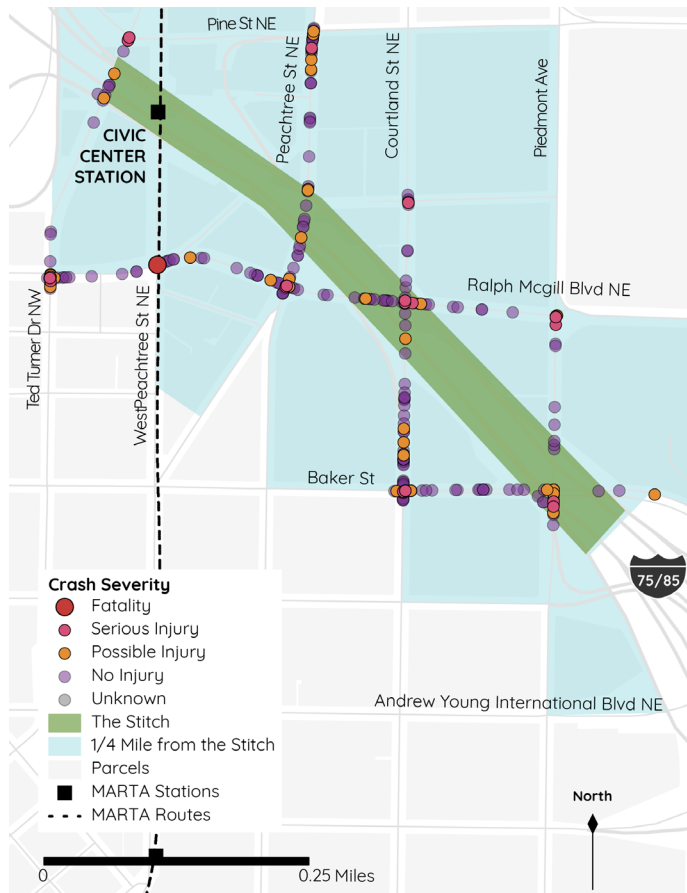 Pine St NE
Peachtree St NE
Courtland St NE
Piedmont Ave
CIVIC
CENTER
STATION
Ralph Mcgill Blvd NE
Ted Turner Dr NW
WestPeachtree St NE
Baker St
75/85
Crash Severity
Fatality
Serious Injury
Possible Injury
No Injury
Unknown
The Stitch
1/4 Mile from the Stitch
Parcels
MARTA Stations
MARTA Routes
Andrew Young International Blvd NE
North
0
0.25 Miles